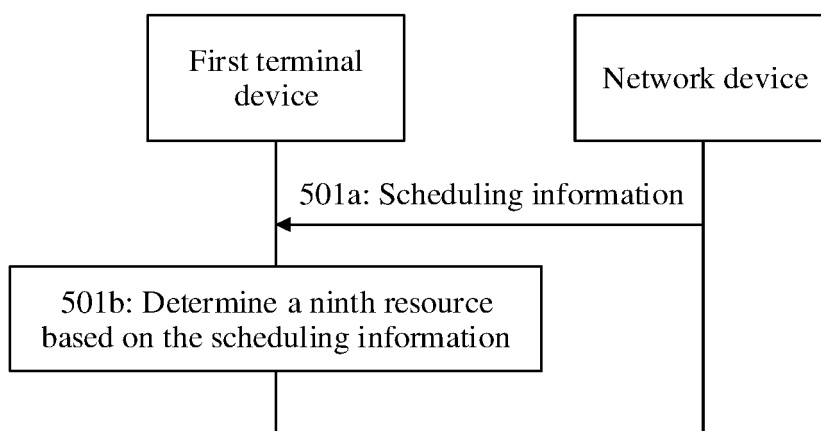 First terminal
device
Network device
501a: Scheduling information
501b: Determine a ninth resource
based on the scheduling information